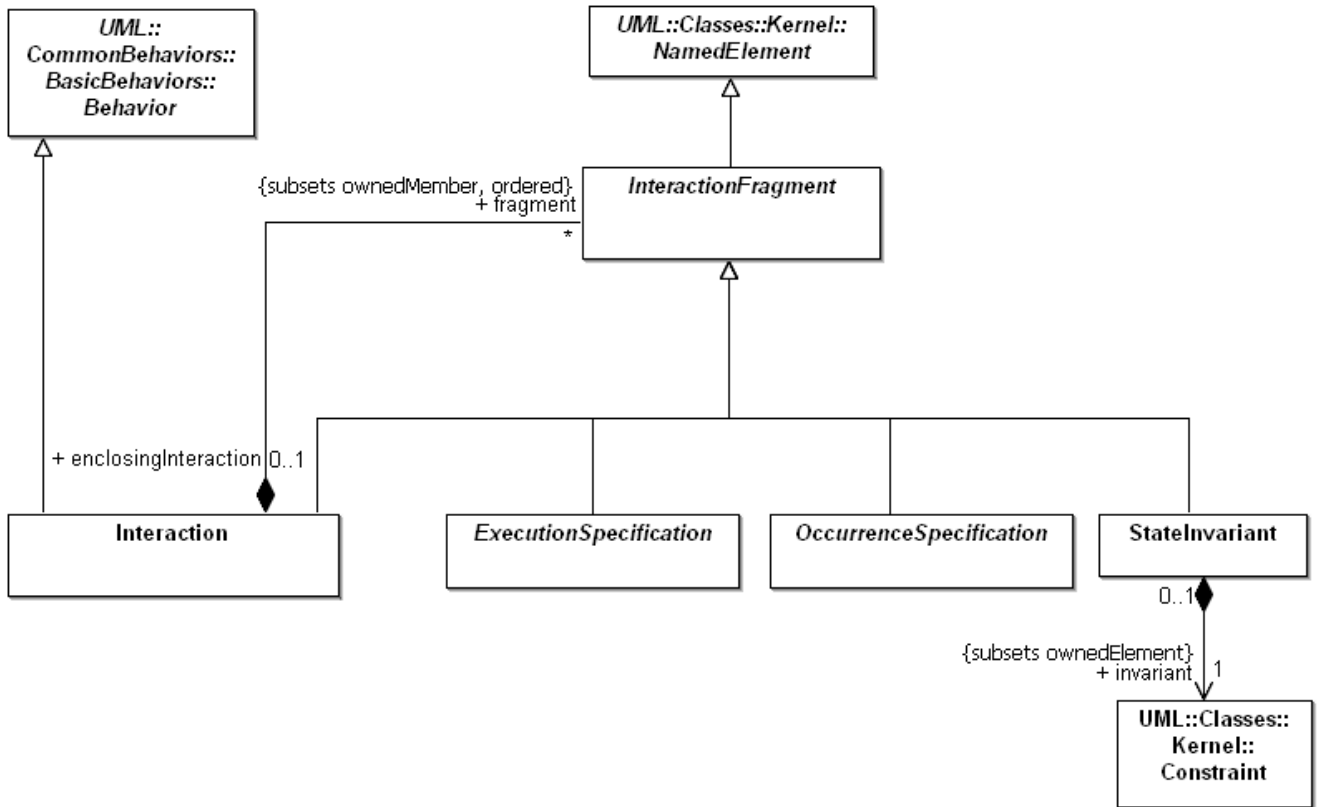 UML::
CommonBehaviors::
BasicBehaviors::
Behavior
UML::Classes::Kernel::
NamedElement
{subsets ownedMember, ordered}
+ fragment
*
InteractionFragment
+ enclosingInteraction
0..1
Interaction
ExecutionSpecification
OccurrenceSpecification
StateInvariant
0..1
{subsets ownedElement}
+ invariant
1
UML::Classes::
Kernel::
Constraint